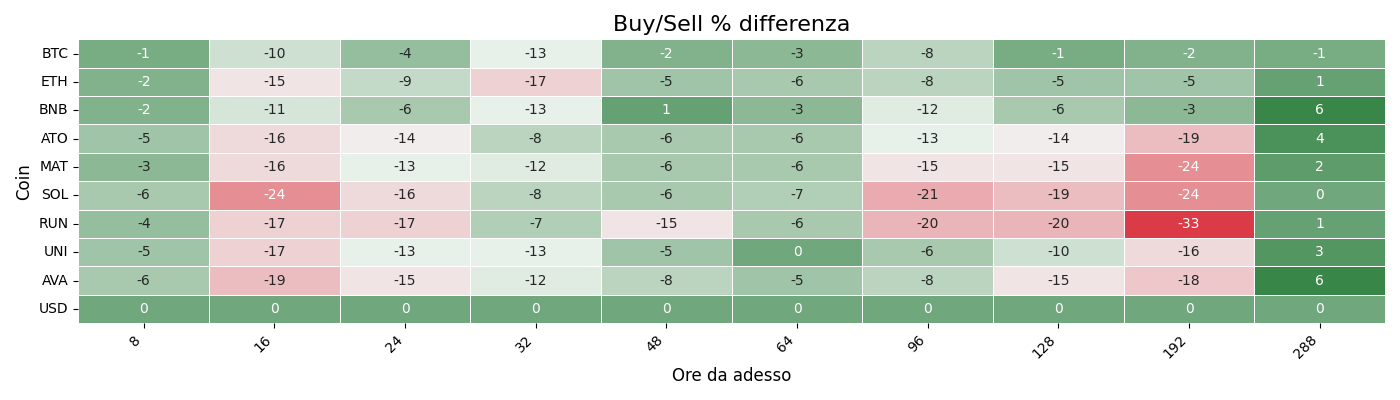 Buy/Sell % differenza
Coin
BTC -1 -10 -4 -13 -2 -3 -8 -1 -2 -1
ETH -2 -15 -9 -17 -5 -6 -8 -5 -5 1
BNB -2 -11 -6 -13 1 -3 -12 -6 -3 6
ATO -5 -16 -14 -8 -6 -6 -13 -14 -19 4
MAT -3 -16 -13 -12 -6 -6 -15 -15 -24 2
SOL -6 -24 -16 -8 -6 -7 -21 -19 -24 0
RUN -4 -17 -17 -7 -15 -6 -20 -20 -33 1
UNI -5 -17 -13 -13 -5 0 -6 -10 -16 3
AVA -6 -19 -15 -12 -8 -5 -8 -15 -18 6
USD 0 0 0 0 0 0 0 0 0 0
8 16 24 32 48 64 96 128 192 288
Ore da adesso